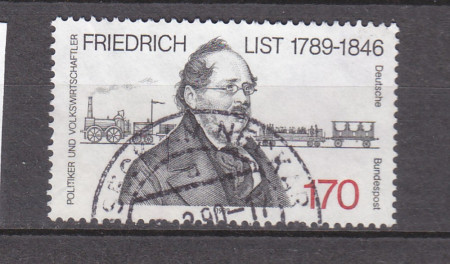 FRIEDRICH LIST 1789-1846
POLITIKER UND VOLKSWIRTSCHAFTLER
Deutsche Bundespost
170